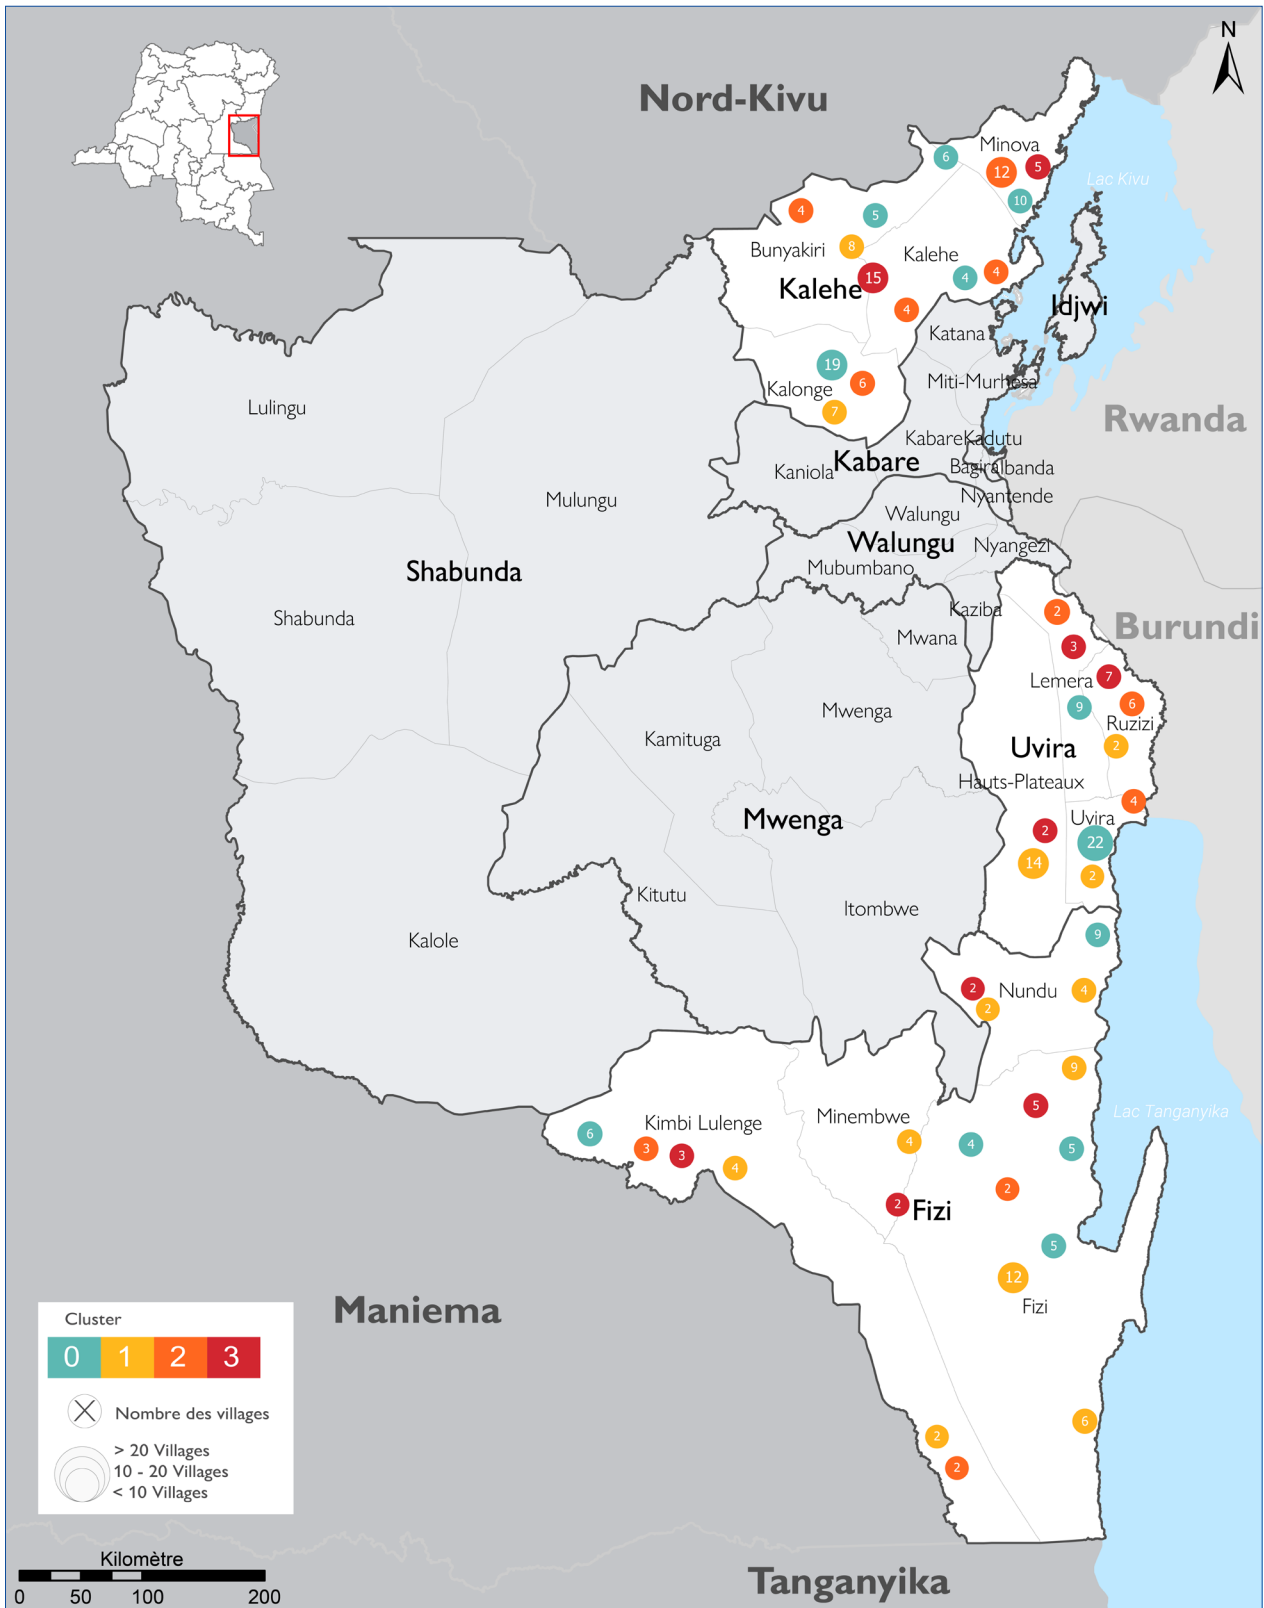 N
Nord-Kivu
Minova
6
12
5
Lac Kivu
10
4
5
Bunyakiri
8
Kalehe
Kalehe
15
4
4
4
Idjwi
Katana
19
6
Kalonge
7
Miti-Murhesa
Rwanda
Lulingu
Kabare
Kadutu
Kabare
Kaniola
Bagira
Ibanda
Mulungu
Nyantende
Walungu
Walungu
Nyangezi
Mubumbano
Shabunda
Shabunda
Kaziba
2
Burundi
Mwana
3
Lemera
7
9
6
Ruzizi
Mwenga
Kamituga
Uvira
2
Hauts-Plateaux
4
Mwenga
Uvira
2
22
14
2
Kitutu
Itombwe
Kalole
9
2
Nundu
4
2
9
5
Lac Tanganyika
Kimbi Lulenge
Minembwe
6
3
3
4
4
4
5
2
2
Fizi
5
12
Fizi
Maniema
Cluster
0 1 2 3
Nombre des villages
> 20 Villages
10 - 20 Villages
< 10 Villages
6
2
2
Kilomètre
0 50 100 200
Tanganyika